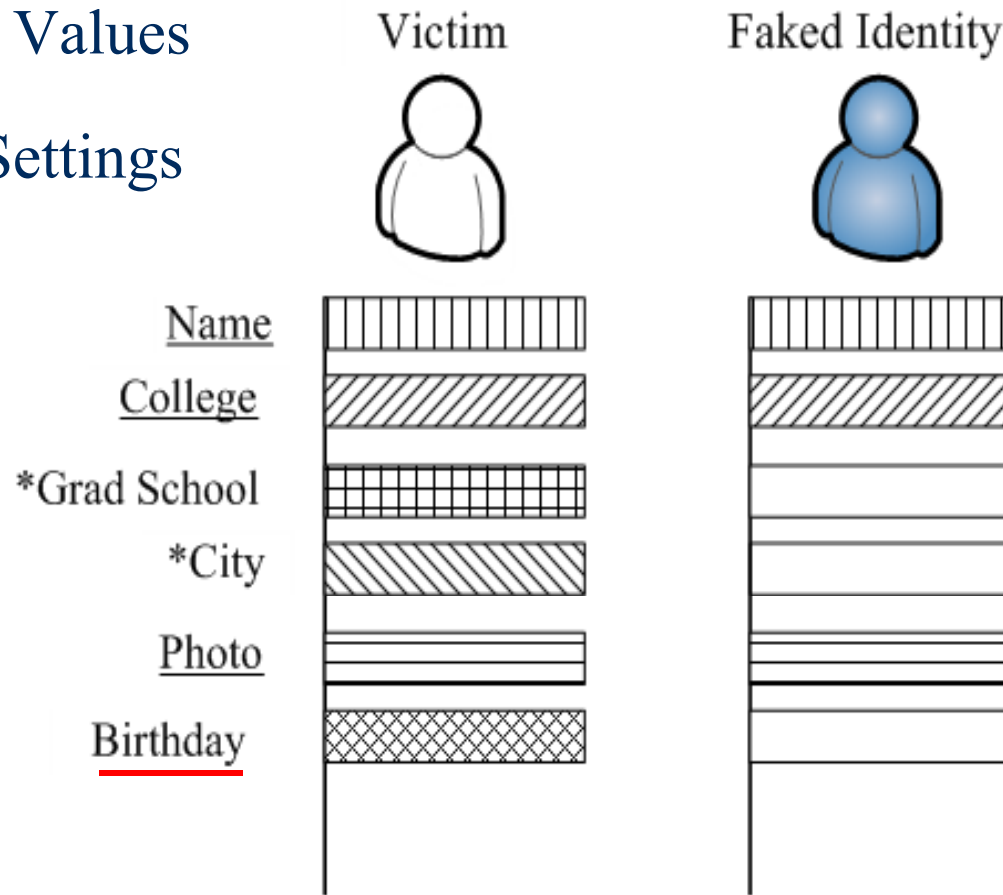 Values
Settings
Victim
Faked Identity
Name
College
*Grad School
*City
Photo
Birthday